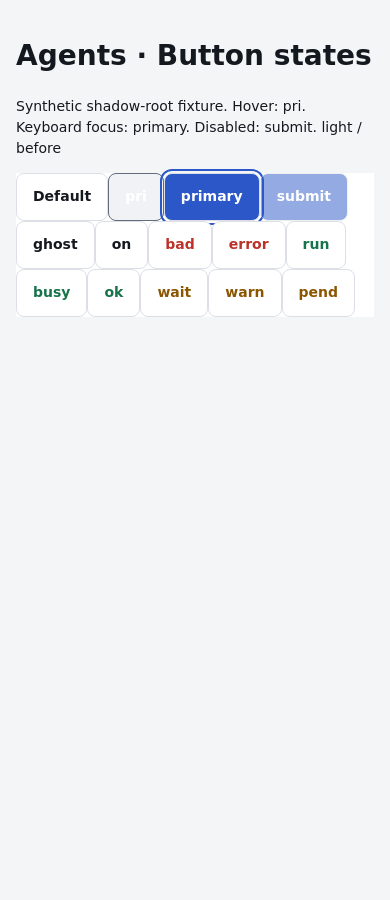 Agents · Button states
Synthetic shadow-root fixture. Hover: pri.
Keyboard focus: primary. Disabled: submit. light /
before
Default pri primary submit
ghost on bad error run
busy ok wait warn pend